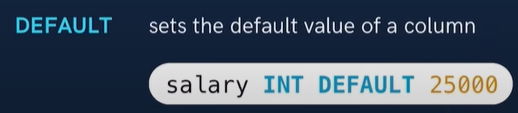 DEFAULT sets the default value of a column
salary INT DEFAULT 25000